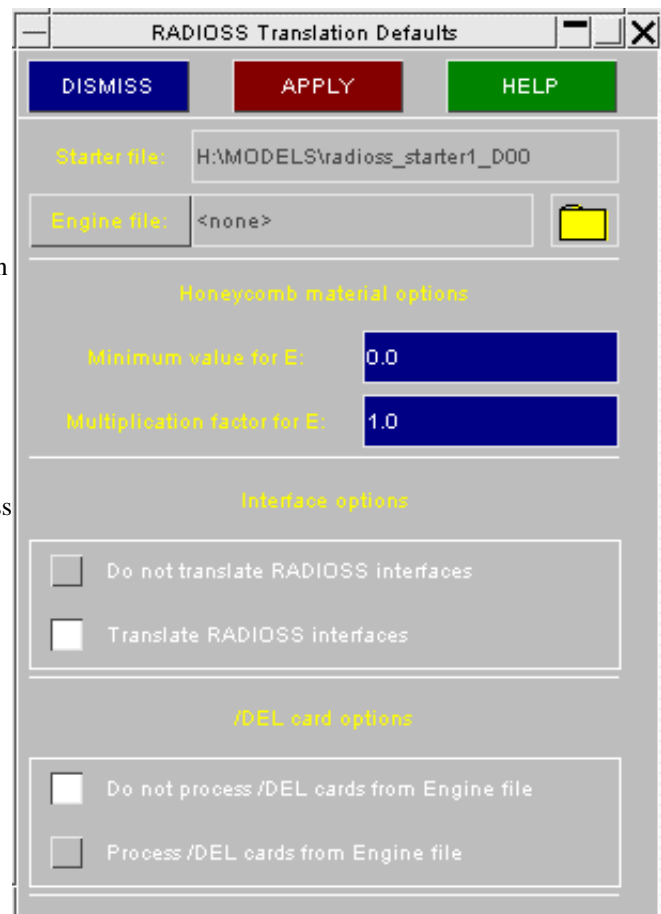 RADIOSS Translation Defaults
DISMISS APPLY HELP
Starter file: H:\MODELS\radioss_starter1_D00
Engine file: <none>
Honeycomb material options
Minimum value for E: 0.0
Multiplication factor for E: 1.0
Interface options
Do not translate RADIOSS interfaces
Translate RADIOSS interfaces
/DEL card options
Do not process /DEL cards from Engine file
Process /DEL cards from Engine file